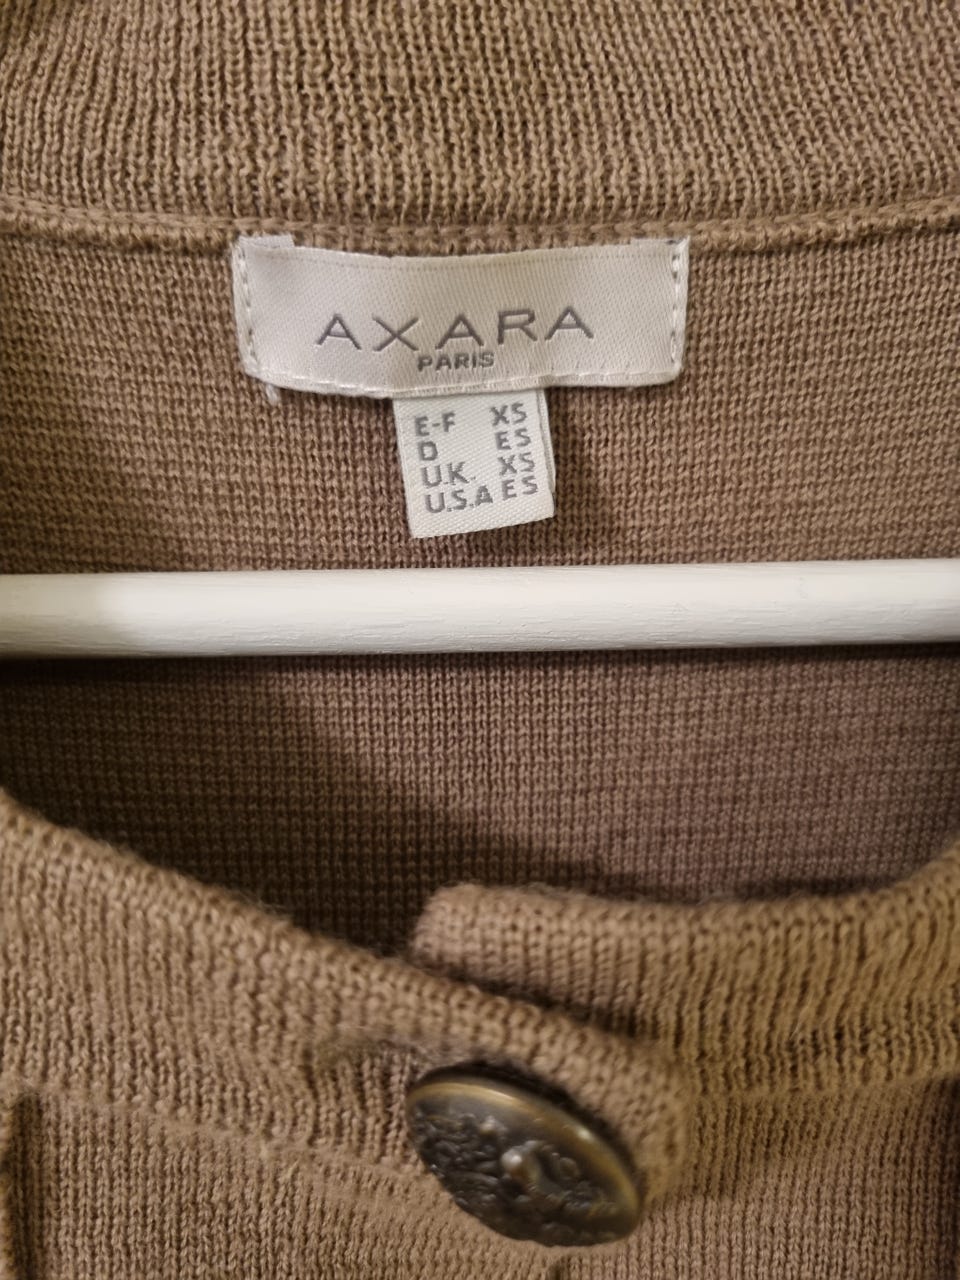 AXARA
PARIS
E-F XS
D ES
U.K. XS
U.S.A ES